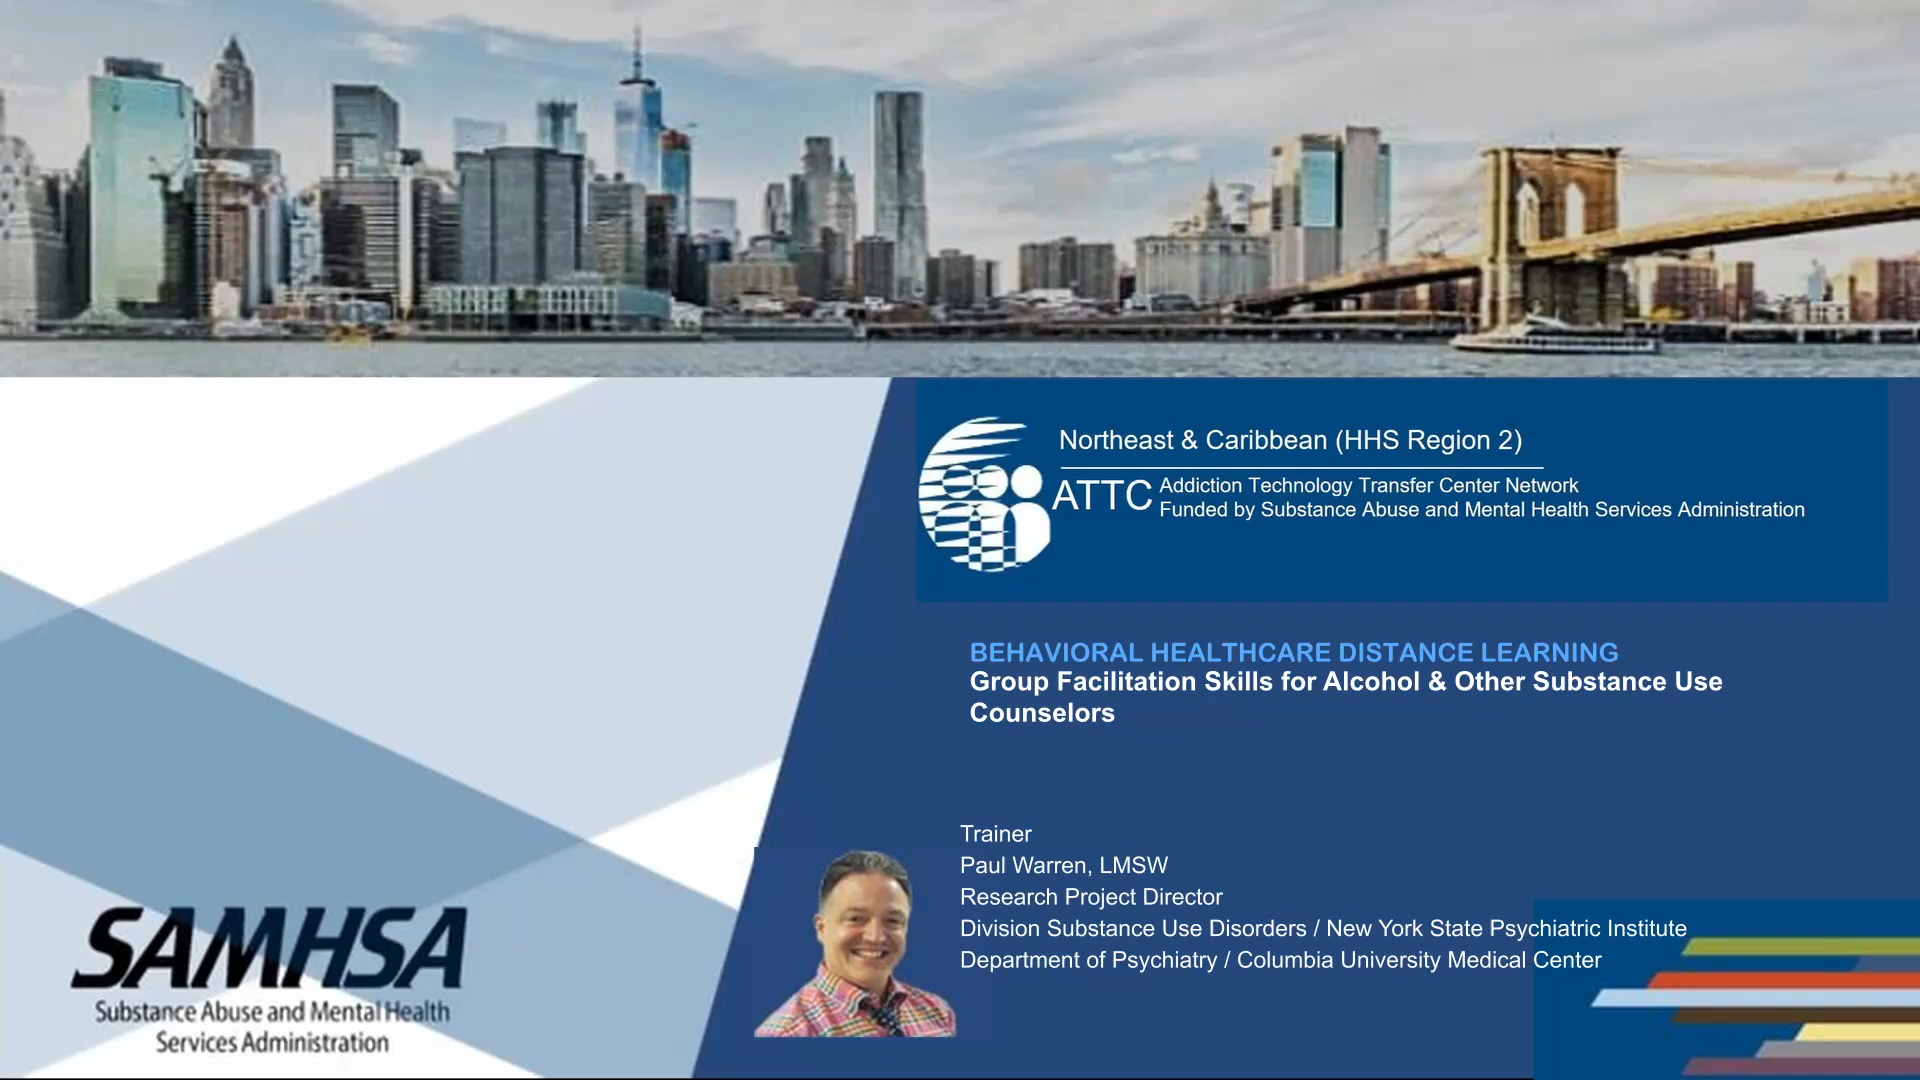 Northeast & Caribbean (HHS Region 2)
ATTC
Addiction Technology Transfer Center Network
Funded by Substance Abuse and Mental Health Services Administration
BEHAVIORAL HEALTHCARE DISTANCE LEARNING
Group Facilitation Skills for Alcohol & Other Substance Use
Counselors
Trainer
Paul Warren, LMSW
Research Project Director
Division Substance Use Disorders / New York State Psychiatric Institute
Department of Psychiatry / Columbia University Medical Center
SAMHSA
Substance Abuse and Mental Health
Services Administration